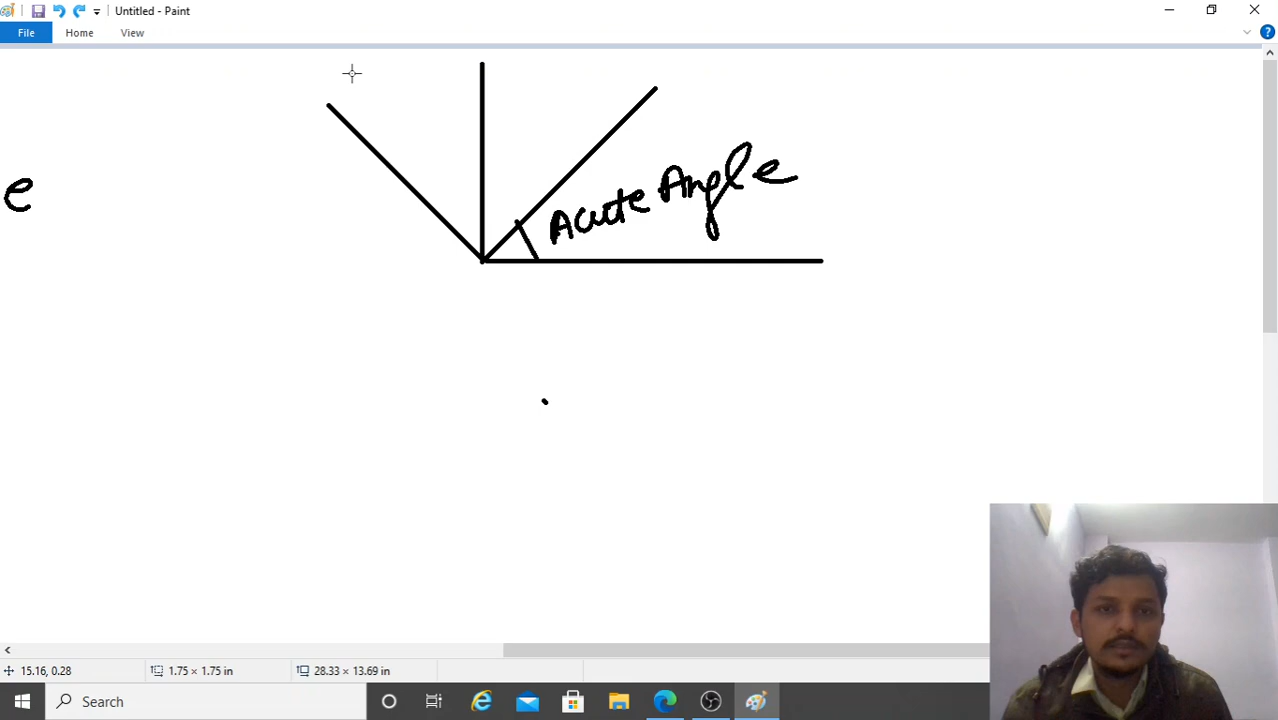 Untitled - Paint
File Home View
Acute Angle
e
15.16, 0.28 1.75 × 1.75 in 28.33 × 13.69 in
Search